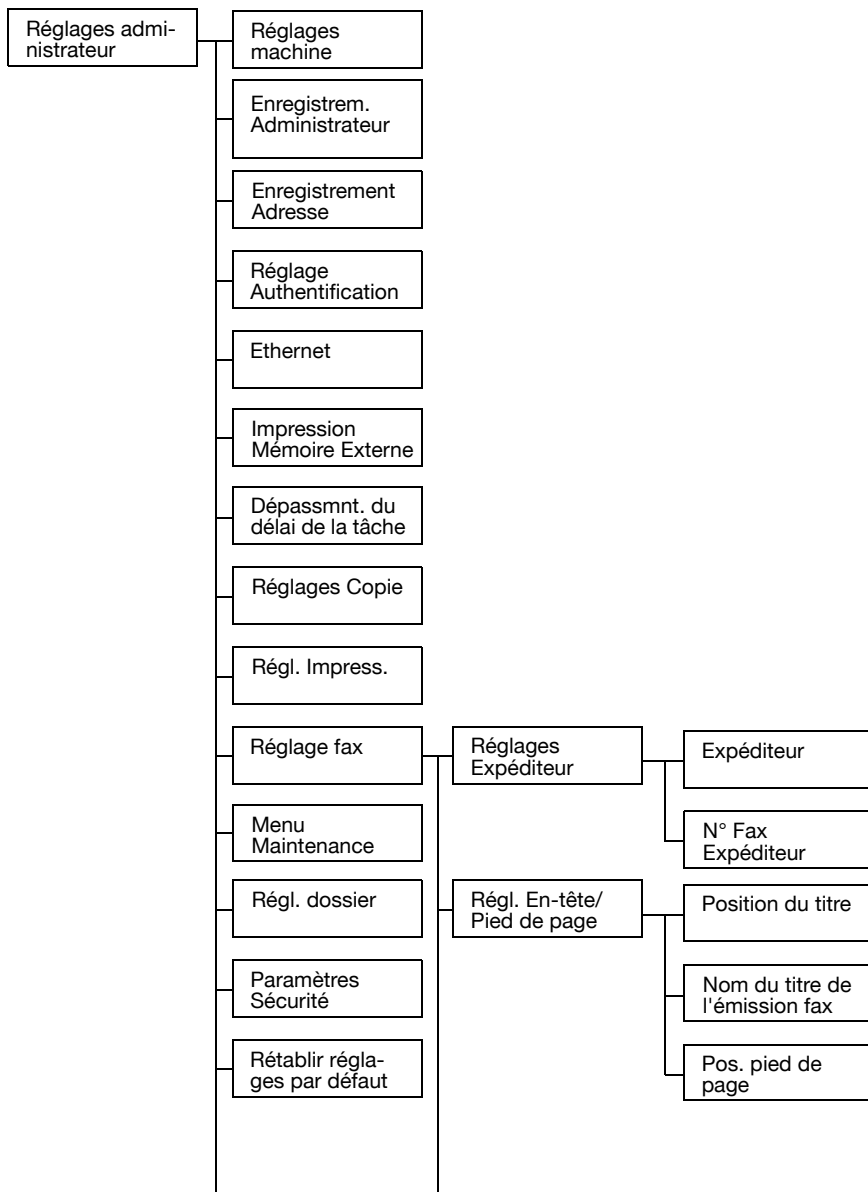 Réglages admi-
nistrateur
Réglages
machine
Enregistrem.
Administrateur
Enregistrement
Adresse
Réglage
Authentification
Ethernet
Impression
Mémoire Externe
Dépassmnt. du
délai de la tâche
Réglages Copie
Régl. Impress.
Réglage fax
Réglages
Expéditeur
Expéditeur
N° Fax
Expéditeur
Menu
Maintenance
Régl. dossier
Régl. En-tête/
Pied de page
Position du titre
Nom du titre de
l'émission fax
Pos. pied de
page
Paramètres
Sécurité
Rétablir régla-
ges par défaut